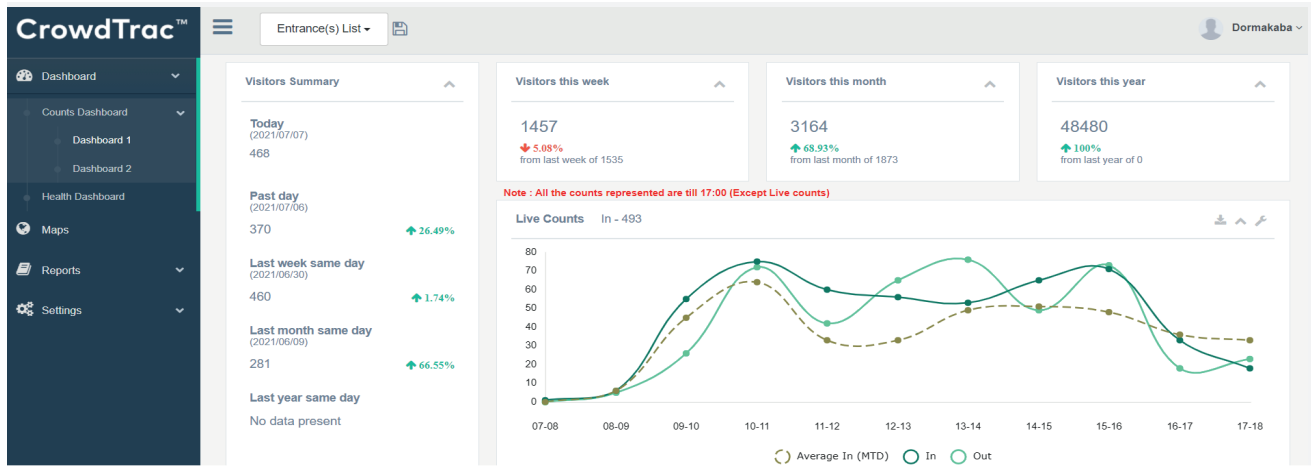 CrowdTrac™
Entrance(s) List
Dormakaba
Dashboard
Counts Dashboard
Dashboard 1
Dashboard 2
Health Dashboard
Maps
Reports
Settings
Visitors Summary
Today
(2021/07/07)
468
Past day
(2021/07/06)
370 26.49%
Last week same day
(2021/06/30)
460 1.74%
Last month same day
(2021/06/09)
281 66.55%
Last year same day
No data present
Visitors this week
1457
5.08%
from last week of 1535
Visitors this month
3164
68.93%
from last month of 1873
Visitors this year
48480
100%
from last year of 0
Note : All the counts represented are till 17:00 (Except Live counts)
Live Counts In - 493
80
70
60
50
40
30
20
10
0
07-08 08-09 09-10 10-11 11-12 12-13 13-14 14-15 15-16 16-17 17-18
Average In (MTD) In Out